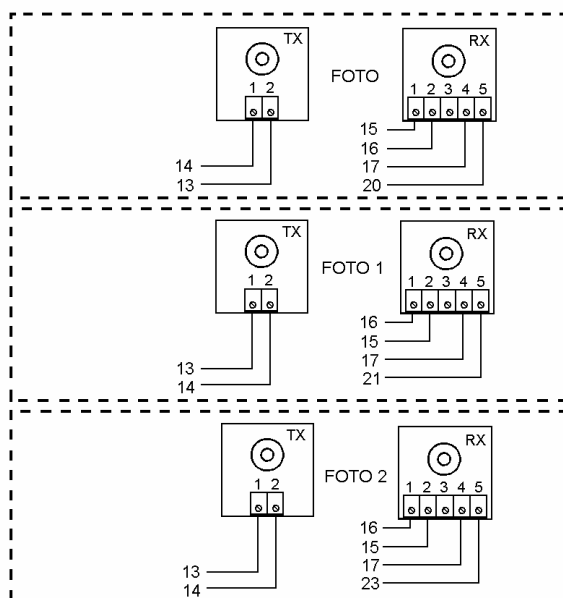 TX FOTO RX
1 2 1 2 3 4 5
15
16
14 17
13 20
TX FOTO 1 RX
1 2 1 2 3 4 5
16
15
13 17
14 21
TX FOTO 2 RX
1 2 1 2 3 4 5
16
15
13 17
14 23